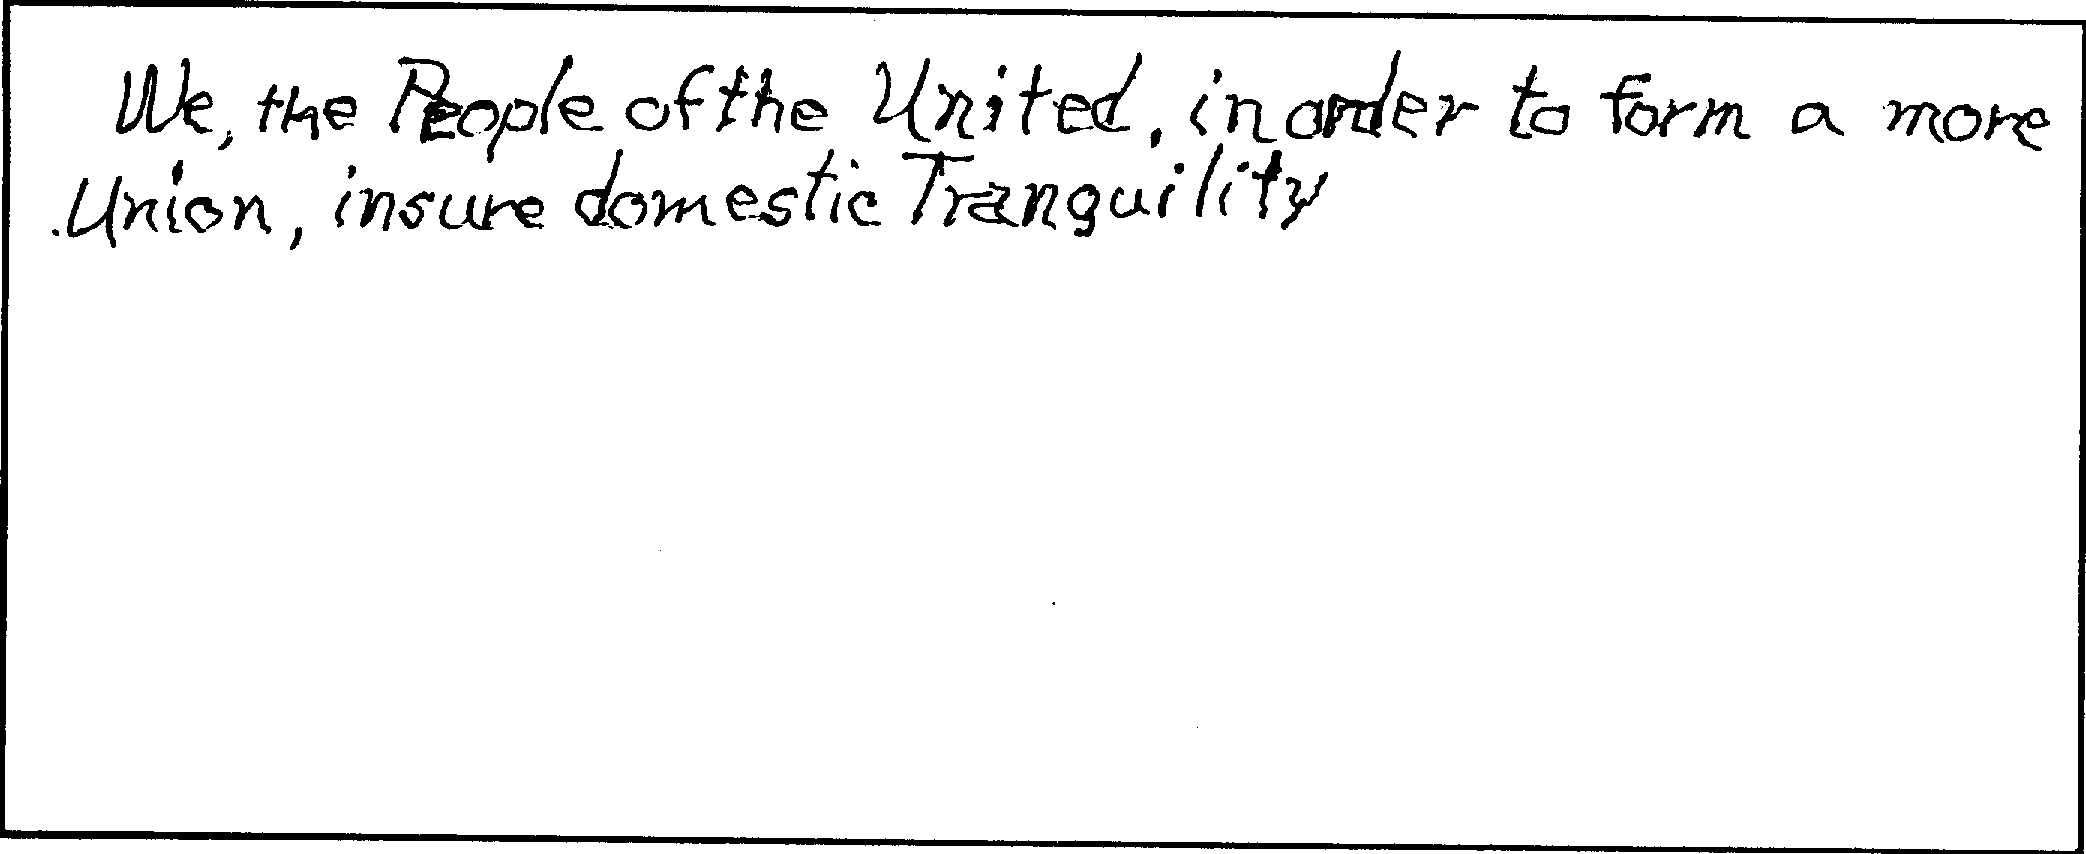 We, the People of the United, in order to form a more
Union, insure domestic Tranquility